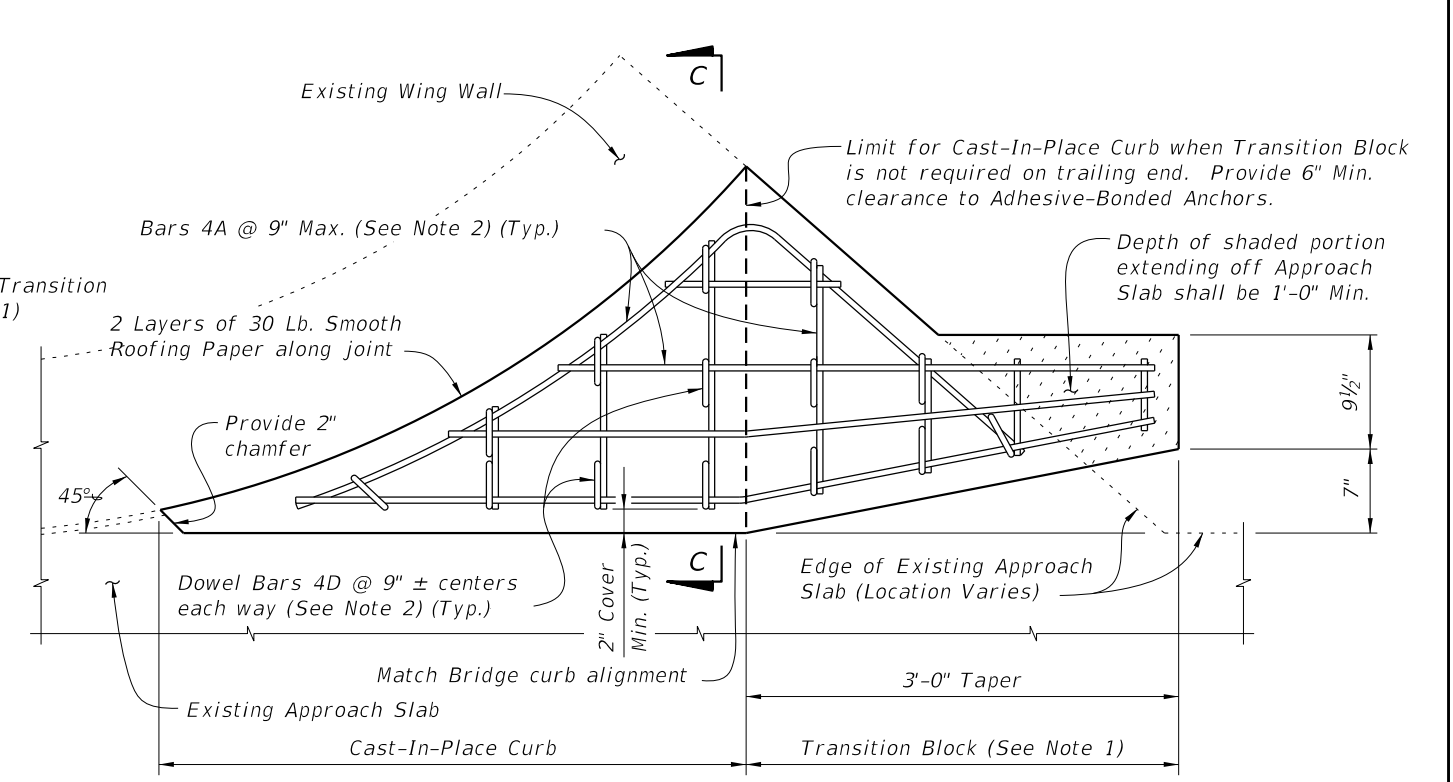 C
Existing Wing Wall
Limit for Cast-In-Place Curb when Transition Block
is not required on trailing end. Provide 6" Min.
clearance to Adhesive-Bonded Anchors.
Bars 4A @ 9" Max. (See Note 2) (Typ.)
Depth of shaded portion
extending off Approach
Slab shall be 1'-0" Min.
Transition
1)
2 Layers of 30 Lb. Smooth
Roofing Paper along joint
Provide 2"
chamfer
9½"
45°
7"
C
Edge of Existing Approach
Slab (Location Varies)
Dowel Bars 4D @ 9" ± centers
each way (See Note 2) (Typ.)
2" Cover
Min. (Typ.)
Match Bridge curb alignment
3'-0" Taper
Existing Approach Slab
Cast-In-Place Curb
Transition Block (See Note 1)